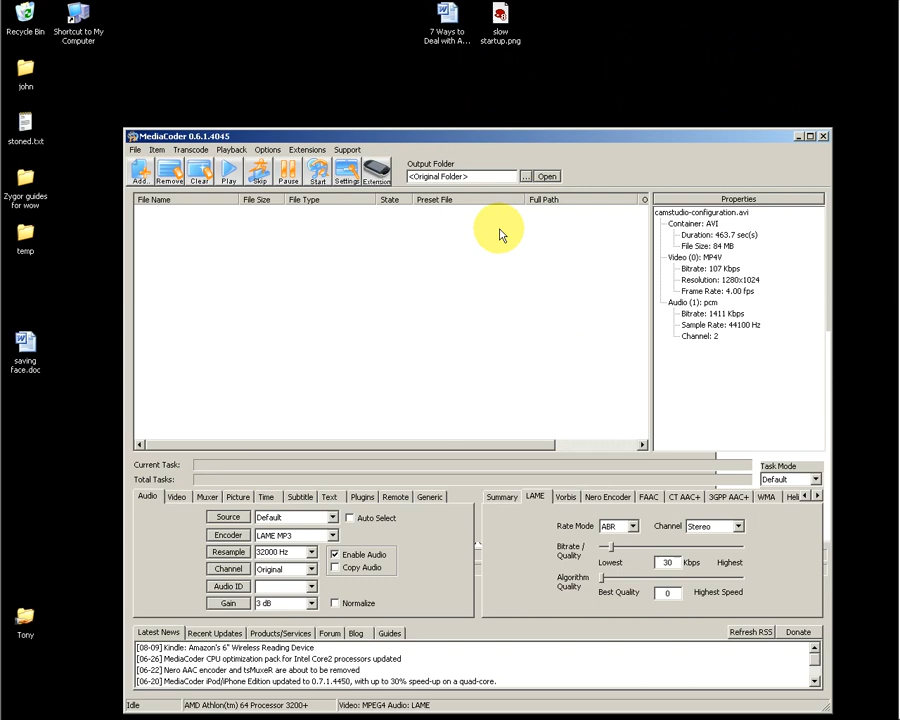 Recycle Bin
Shortcut to My
Computer
7 Ways to
Deal with A...
slow
startup.png
john
stoned.txt
Zygor guides
for wow
temp
saving
face.doc
Tony
MediaCoder 0.6.1.4045
File Item Transcode Playback Options Extensions Support
Add.. Remove Clear Play Skip Pause Start Settings Extension
Output Folder
<Original Folder> ... Open
File Name File Size File Type State Preset File Full Path O
Properties
camstudio-configuration.avi
Container: AVI
Duration: 463.7 sec(s)
File Size: 84 MB
Video (0): MP4V
Bitrate: 107 Kbps
Resolution: 1280x1024
Frame Rate: 4.00 fps
Audio (1): pcm
Bitrate: 1411 Kbps
Sample Rate: 44100 Hz
Channel: 2
Current Task:
Total Tasks:
Task Mode
Default
Audio Video Muxer Picture Time Subtitle Text Plugins Remote Generic
Source Default Auto Select
Encoder LAME MP3
Resample 32000 Hz Enable Audio
Channel Original Copy Audio
Audio ID
Gain 3 dB Normalize
Summary LAME Vorbis Nero Encoder FAAC CT AAC+ 3GPP AAC+ WMA Heli
Rate Mode ABR Channel Stereo
Bitrate /
Quality
Lowest 30 Kbps Highest
Algorithm
Quality
Best Quality 0 Highest Speed
Latest News Recent Updates Products/Services Forum Blog Guides Refresh RSS Donate
[08-09] Kindle: Amazon's 6" Wireless Reading Device
[06-26] MediaCoder CPU optimization pack for Intel Core2 processors updated
[06-22] Nero AAC encoder and tsMuxeR are about to be removed
[06-20] MediaCoder iPod/iPhone Edition updated to 0.7.1.4450, with up to 30% speed-up on a quad-core.
Idle AMD Athlon(tm) 64 Processor 3200+ Video: MPEG4 Audio: LAME